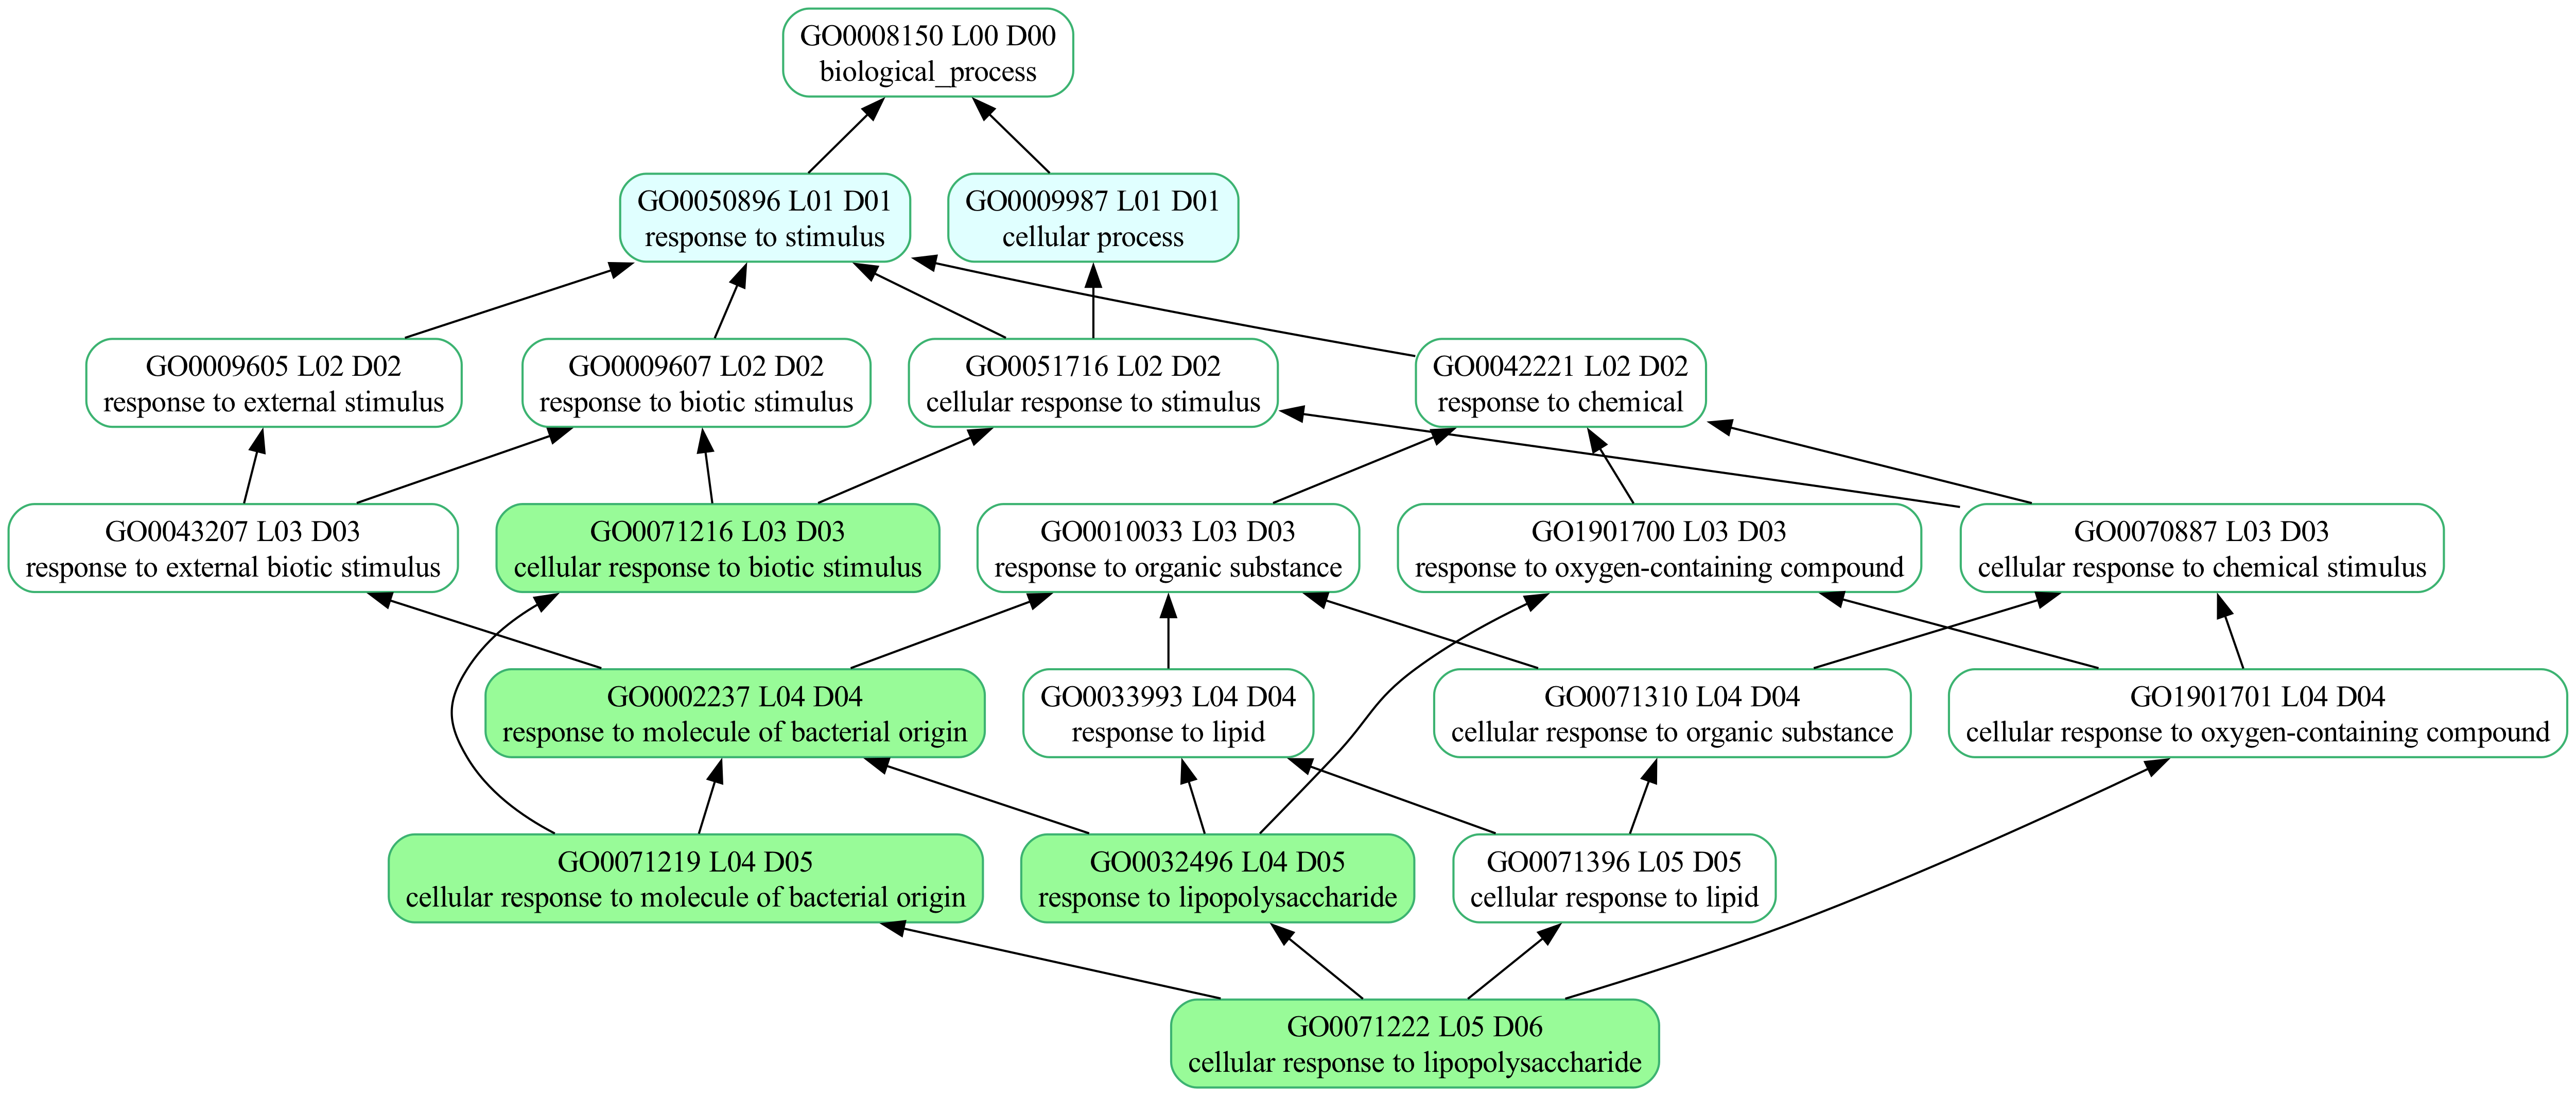 GO0008150 L00 D00
biological_process
GO0050896 L01 D01
response to stimulus
GO0009987 L01 D01
cellular process
GO0009605 L02 D02
response to external stimulus
GO0009607 L02 D02
response to biotic stimulus
GO0051716 L02 D02
cellular response to stimulus
GO0042221 L02 D02
response to chemical
GO0043207 L03 D03
response to external biotic stimulus
GO0071216 L03 D03
cellular response to biotic stimulus
GO0010033 L03 D03
response to organic substance
GO1901700 L03 D03
response to oxygen-containing compound
GO0070887 L03 D03
cellular response to chemical stimulus
GO0002237 L04 D04
response to molecule of bacterial origin
GO0033993 L04 D04
response to lipid
GO0071310 L04 D04
cellular response to organic substance
GO1901701 L04 D04
cellular response to oxygen-containing compound
GO0071219 L04 D05
cellular response to molecule of bacterial origin
GO0032496 L04 D05
response to lipopolysaccharide
GO0071396 L05 D05
cellular response to lipid
GO0071222 L05 D06
cellular response to lipopolysaccharide